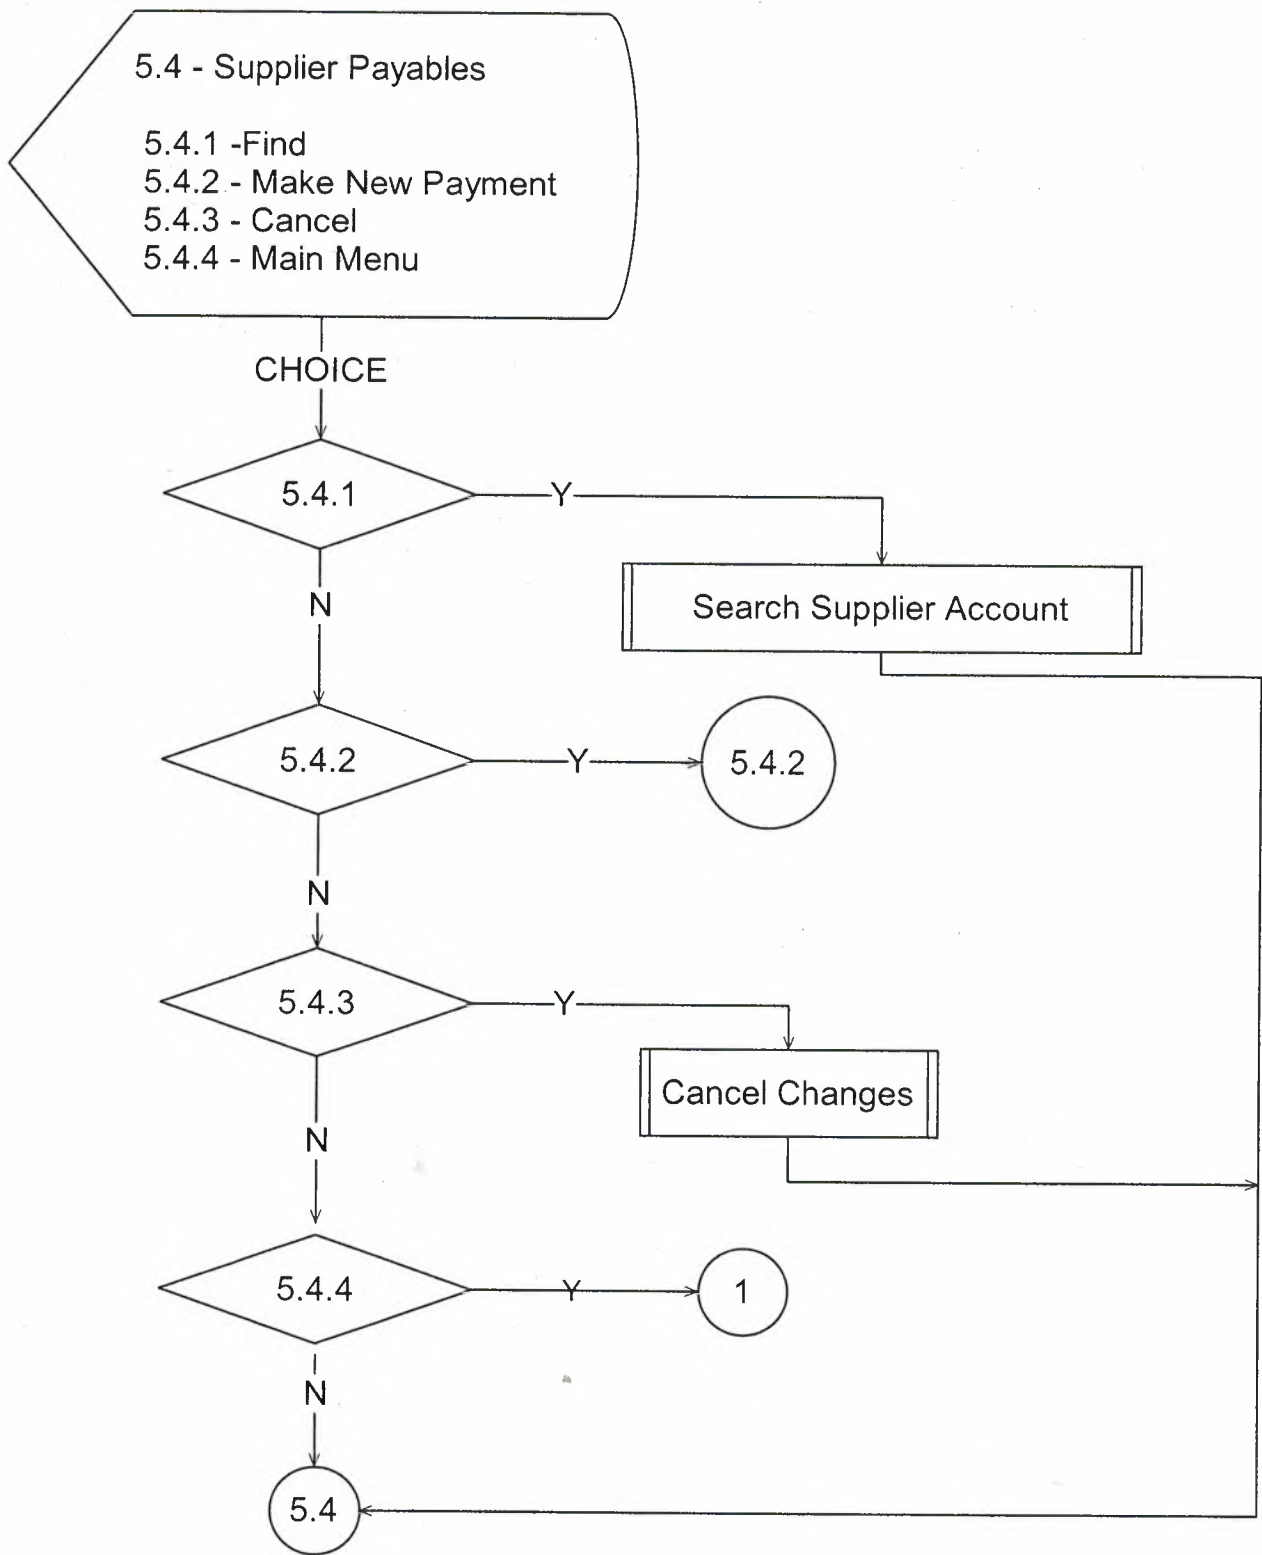 5.4 - Supplier Payables
5.4.1 -Find
5.4.2 - Make New Payment
5.4.3 - Cancel
5.4.4 - Main Menu
CHOICE
5.4.1
Y
Search Supplier Account
N
5.4.2
Y
5.4.2
N
5.4.3
Y
Cancel Changes
N
5.4.4
Y
1
N
5.4